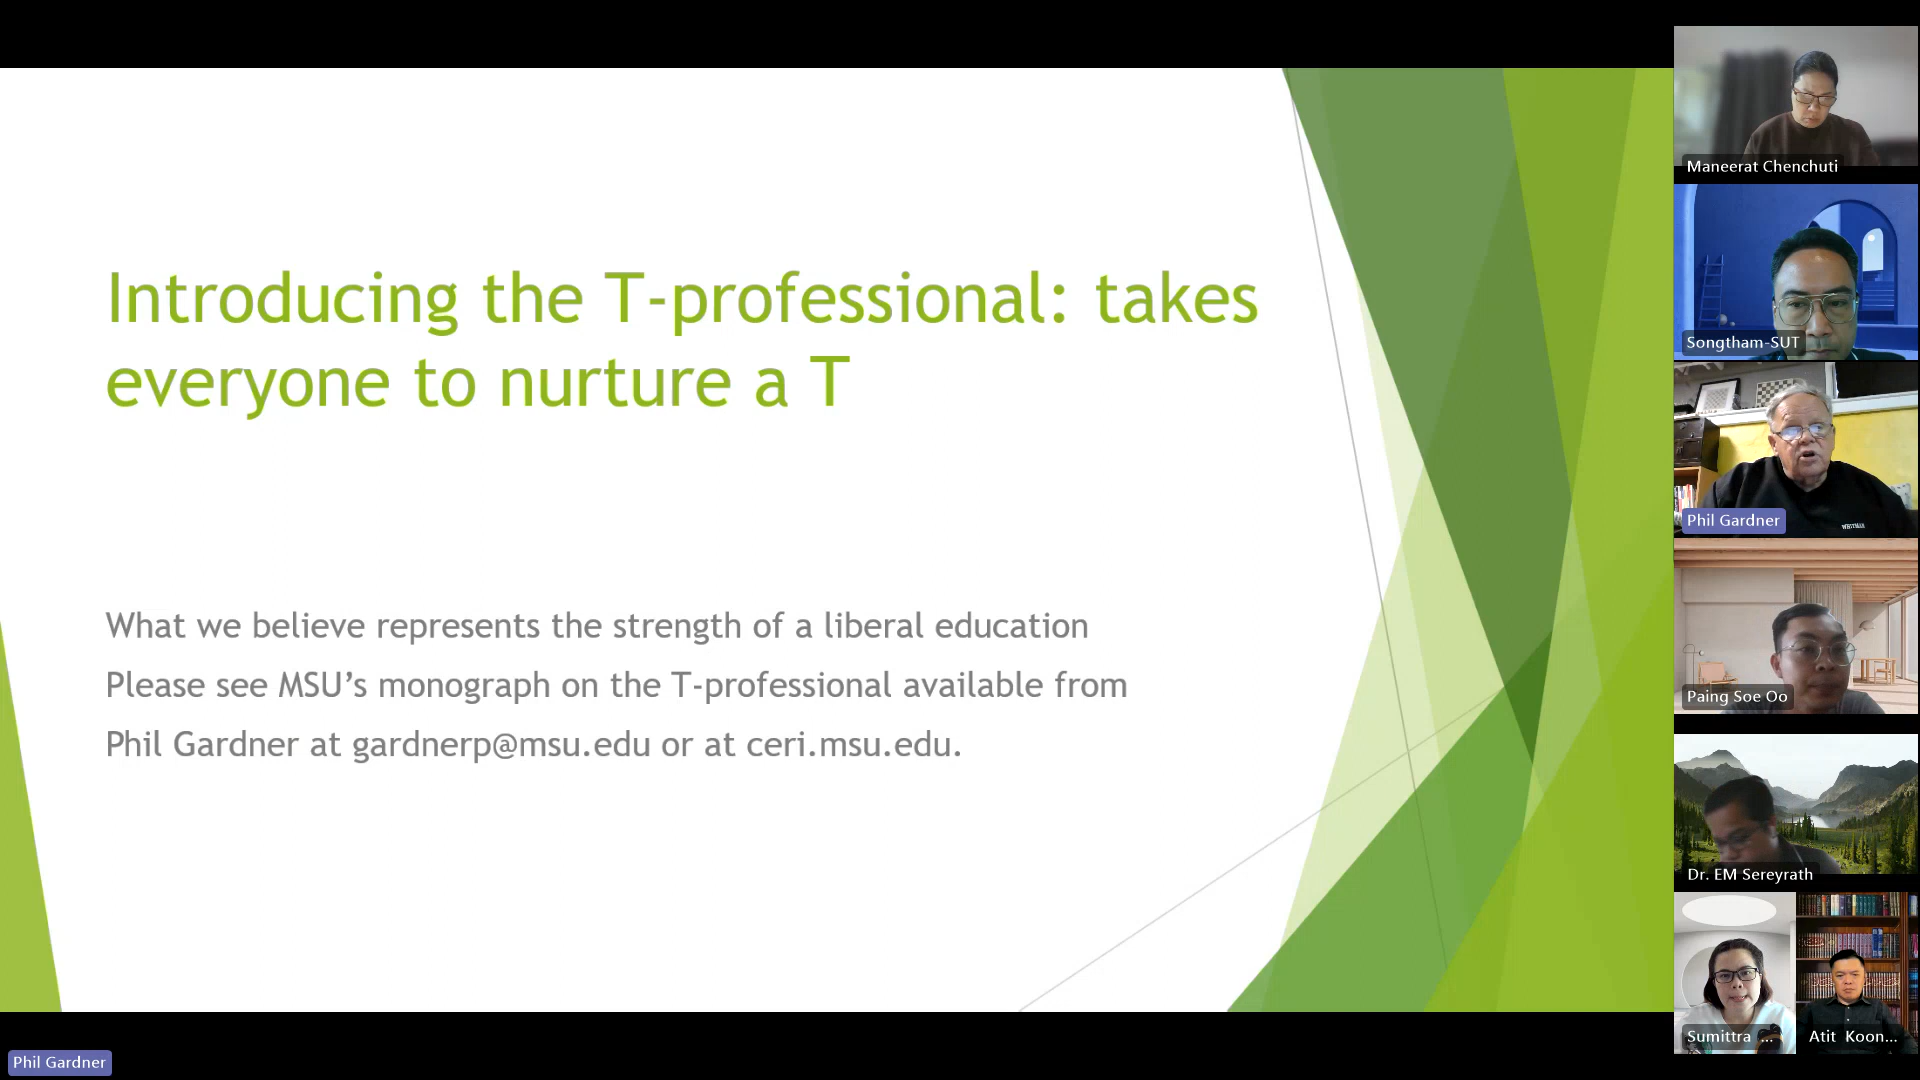 Introducing the T-professional: takes
everyone to nurture a T
What we believe represents the strength of a liberal education
Please see MSU’s monograph on the T-professional available from
Phil Gardner at gardnerp@msu.edu or at ceri.msu.edu.
Maneerat Chenchuti
Songtham-SUT
WHITMAN
Phil Gardner
Paing Soe Oo
Dr. EM Sereyrath
Sumittra ...
Atit Koon...
Phil Gardner